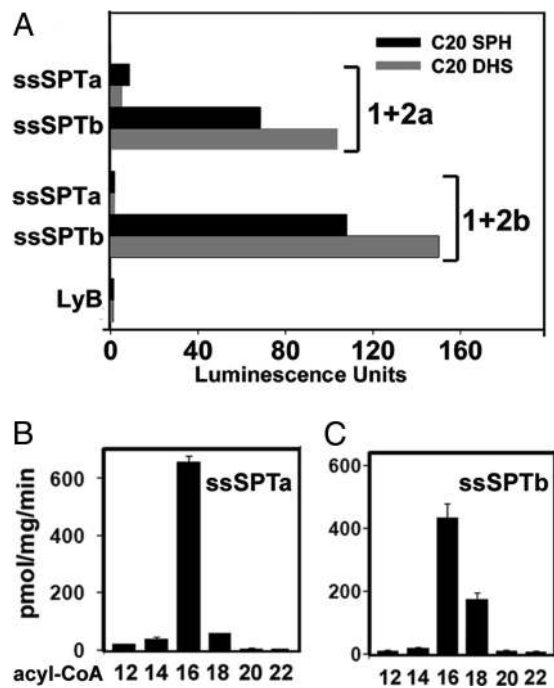 A
C20 SPH
C20 DHS
ssSPTa
ssSPTb
1+2a
ssSPTa
ssSPTb
1+2b
LyB
0 40 80 120 160
Luminescence Units
B
C
ssSPTa
ssSPTb
pmol/mg/min
600
400
200
0
600
400
200
0
acyl-CoA 12 14 16 18 20 22
12 14 16 18 20 22